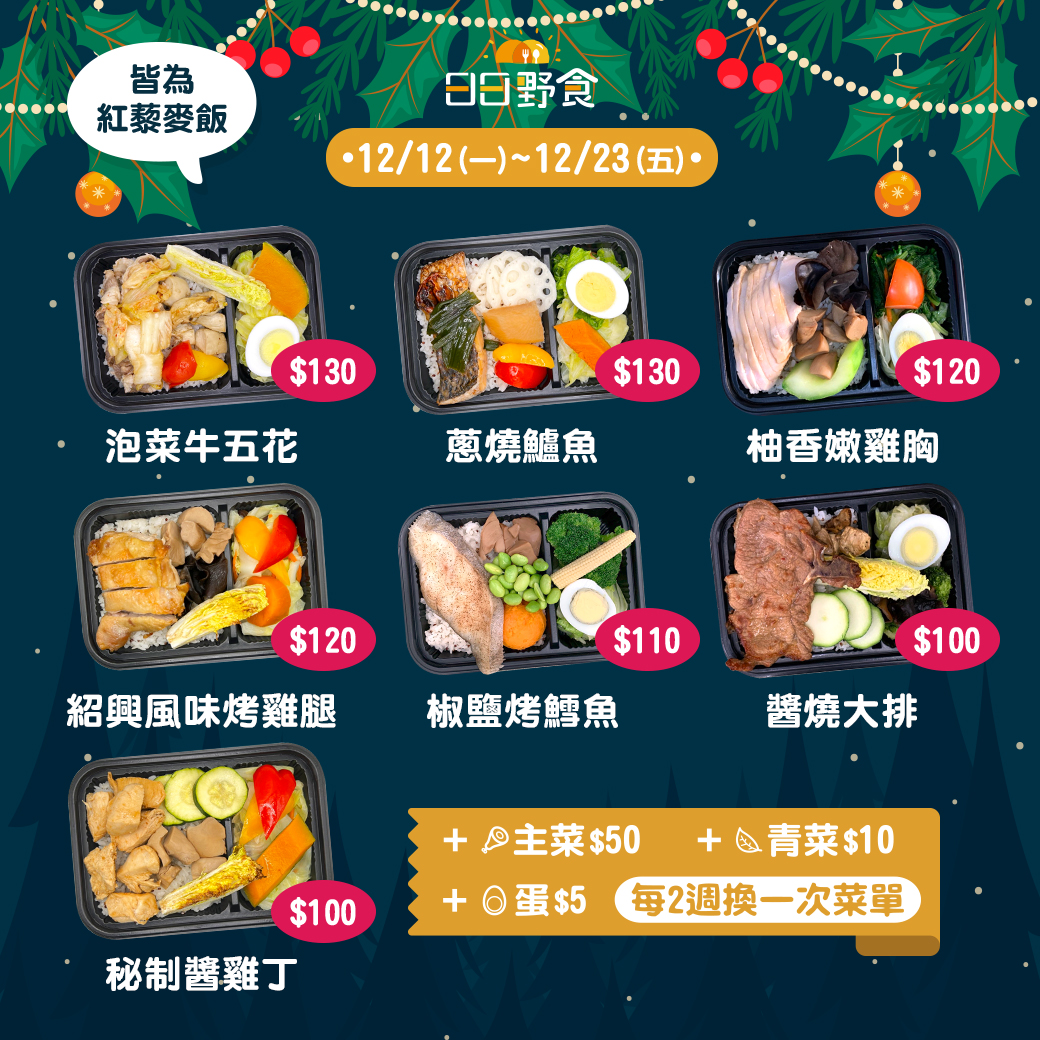 皆為
紅藜麥飯
日日野食
•12/12(一)~12/23(五)•
$130
$130
$120
泡菜牛五花
蔥燒鱸魚
柚香嫩雞胸
$120
$110
$100
紹興風味烤雞腿
椒鹽烤鱈魚
醬燒大排
$100
秘制醬雞丁
+ 主菜$50
+ 青菜$10
+ 蛋$5
每2週換一次菜單